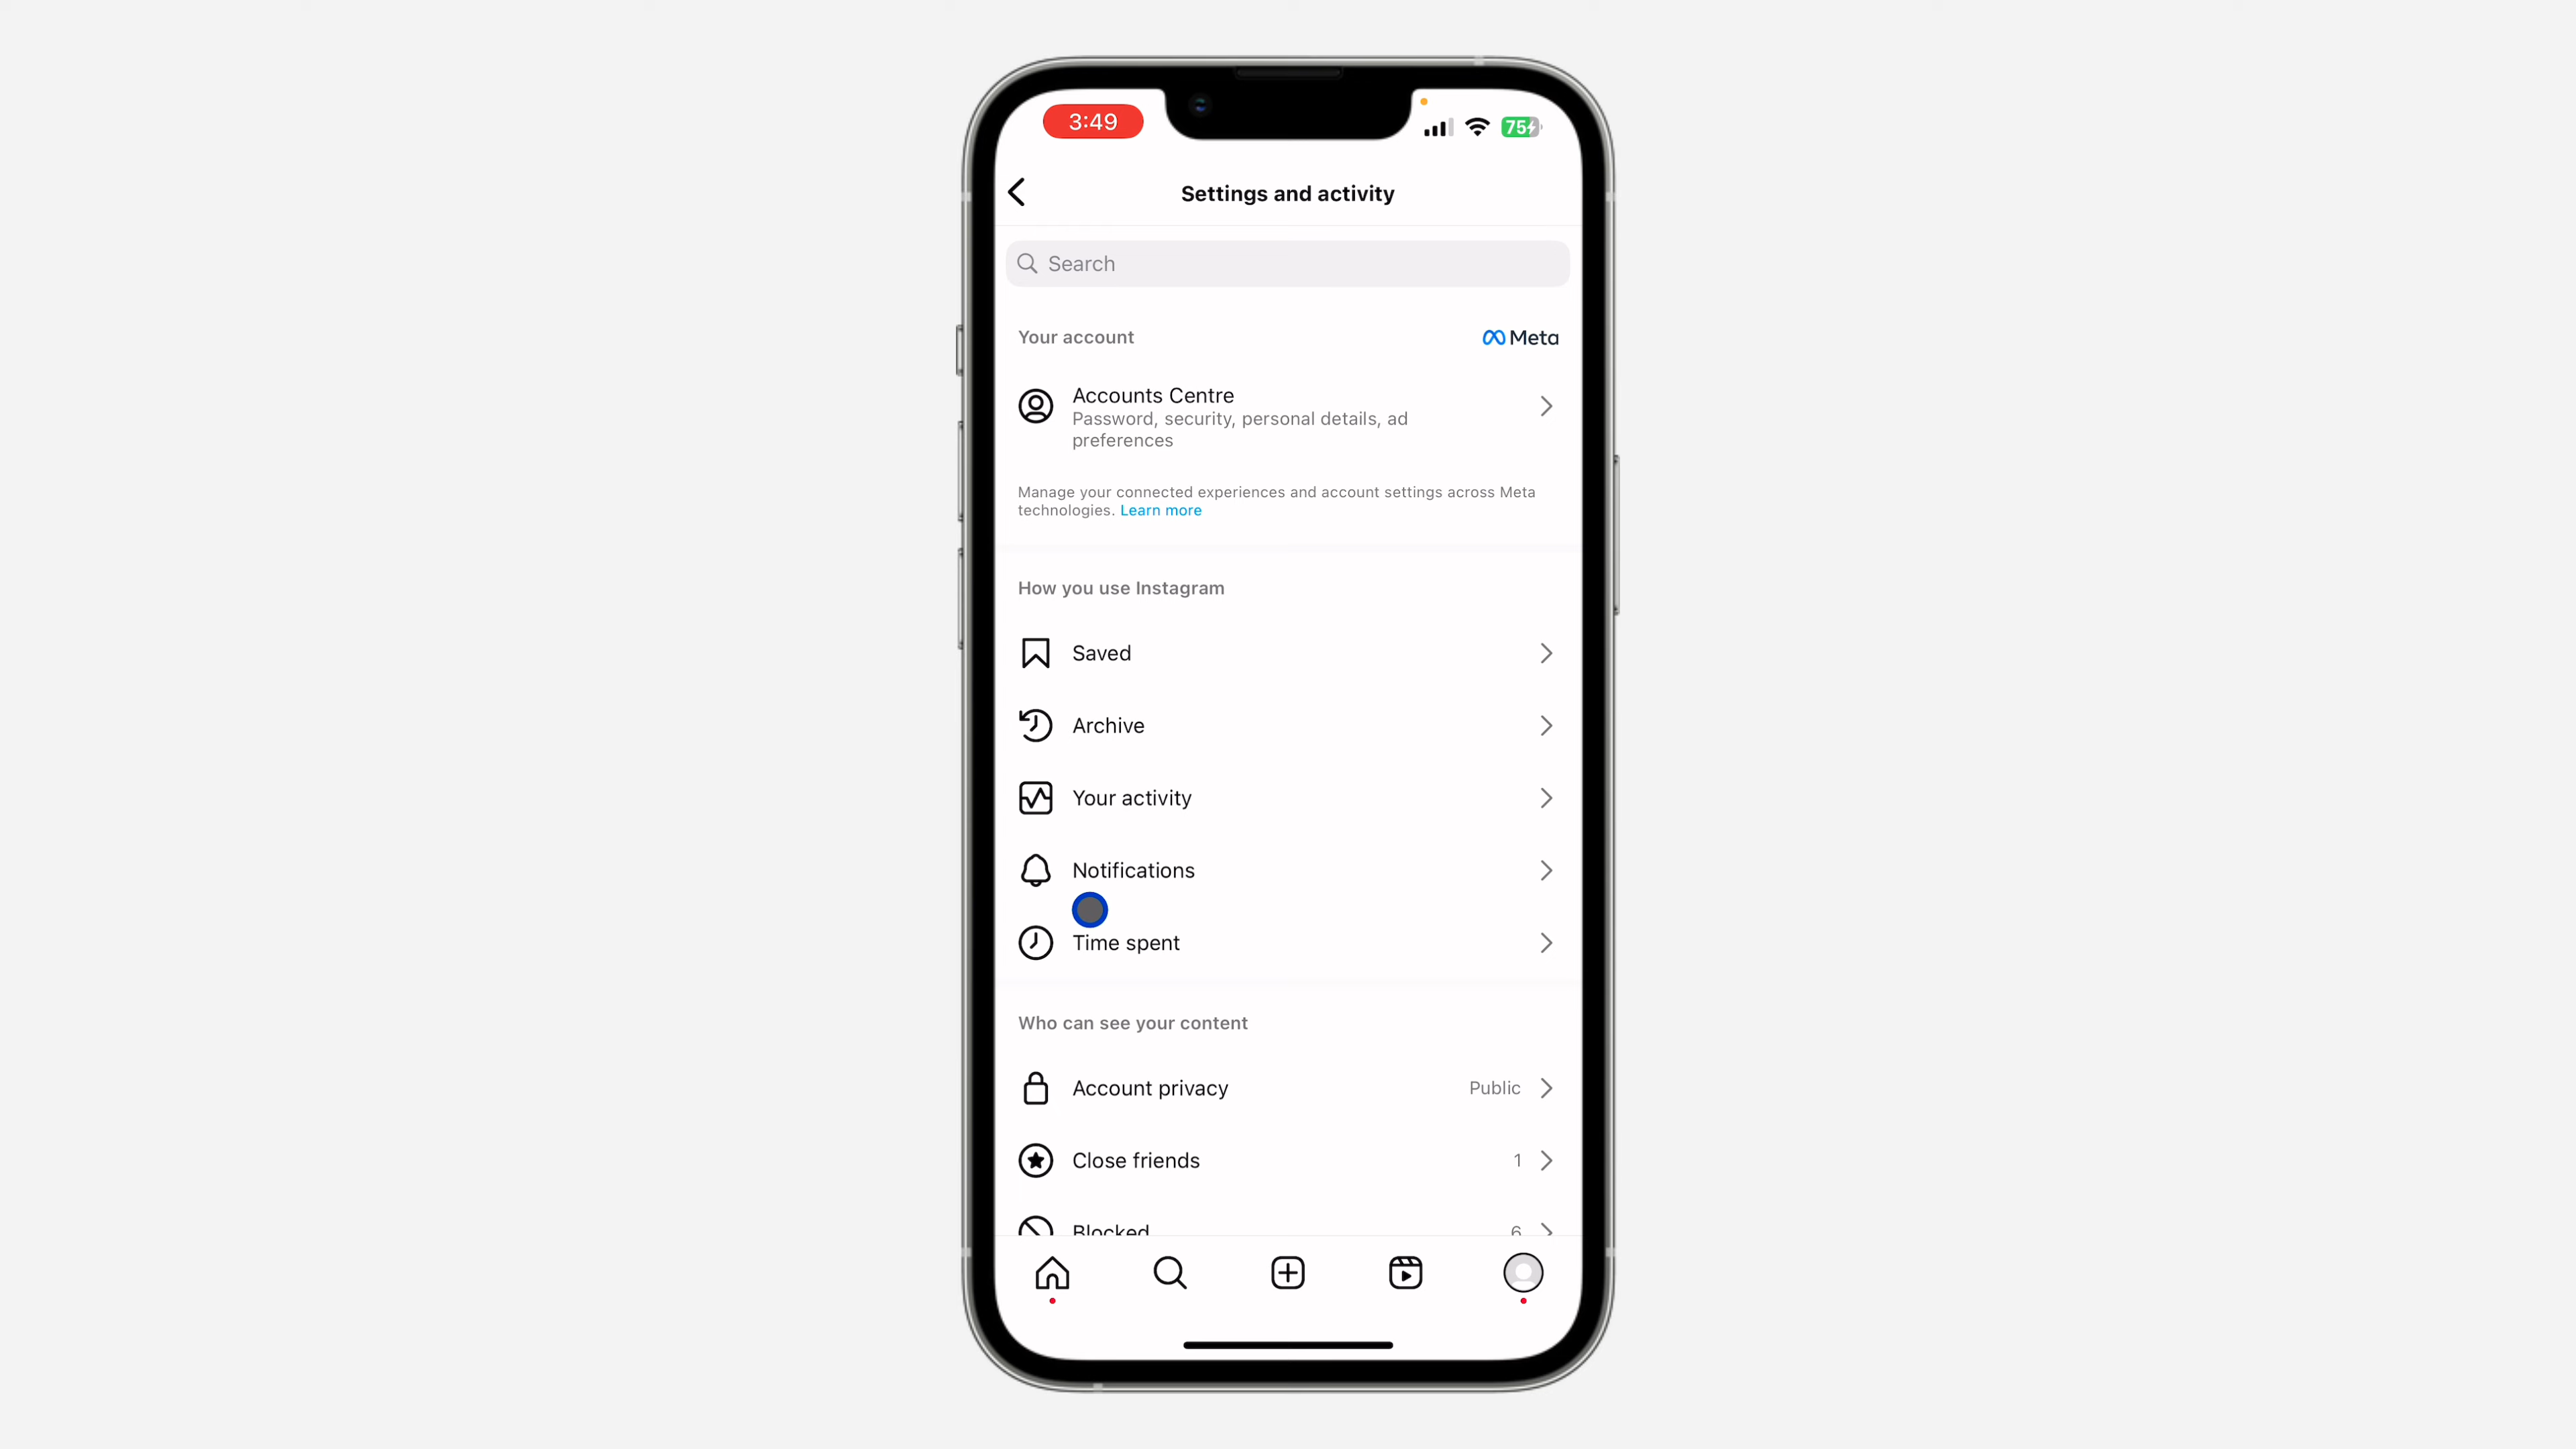 3:49
75
Settings and activity
Search
Your account
Meta
Accounts Centre
Password, security, personal details, ad
preferences
Manage your connected experiences and account settings across Meta
technologies. Learn more
How you use Instagram
Saved
Archive
Your activity
Notifications
Time spent
Who can see your content
Account privacy
Public
Close friends
1
Blocked
6